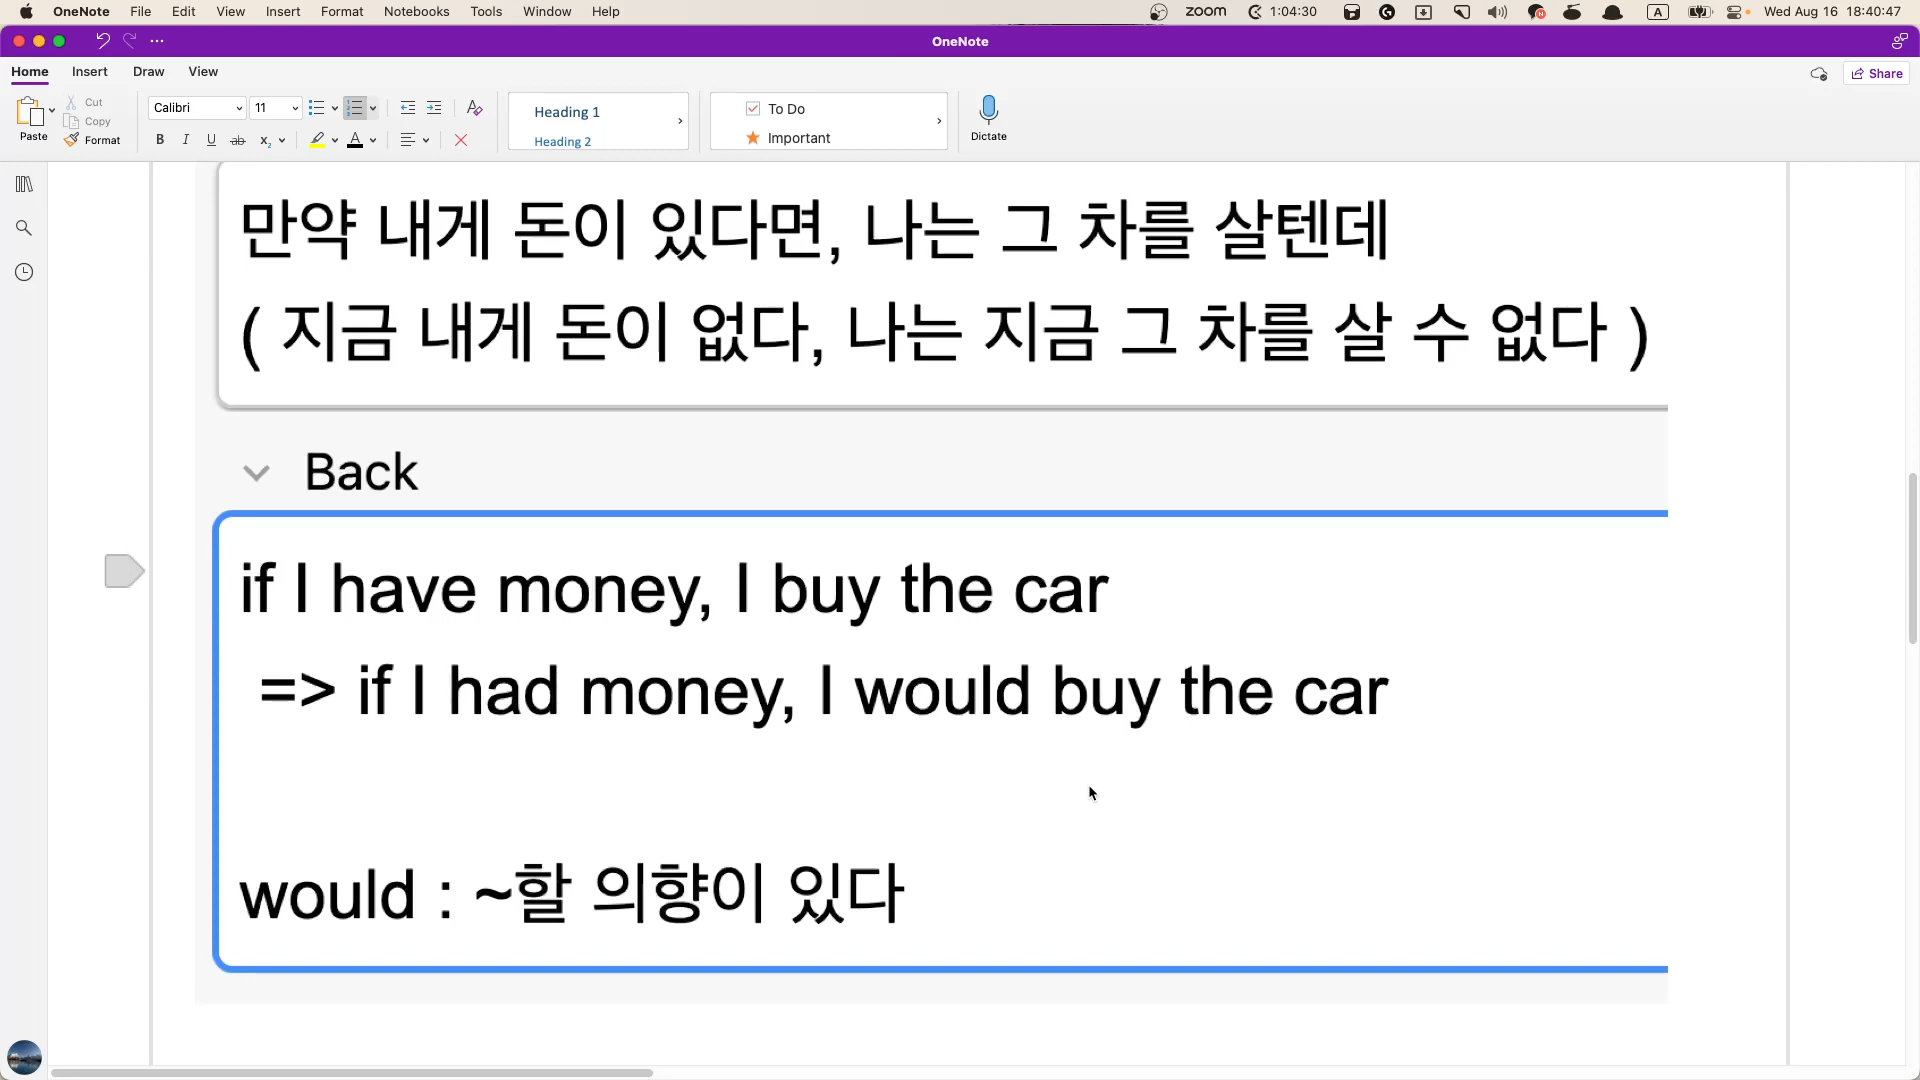 OneNote File Edit View Insert Format Notebooks Tools Window Help zoom 1:04:30 A Wed Aug 16 18:40:47
OneNote
Home Insert Draw View Share
Paste Cut Copy Format
Calibri 11
B I U ab x₂ A
Heading 1
Heading 2
To Do
Important
Dictate
만약 내게 돈이 있다면, 나는 그 차를 살텐데
( 지금 내게 돈이 없다, 나는 지금 그 차를 살 수 없다 )
Back
if I have money, I buy the car
=> if I had money, I would buy the car
would : ~할 의향이 있다